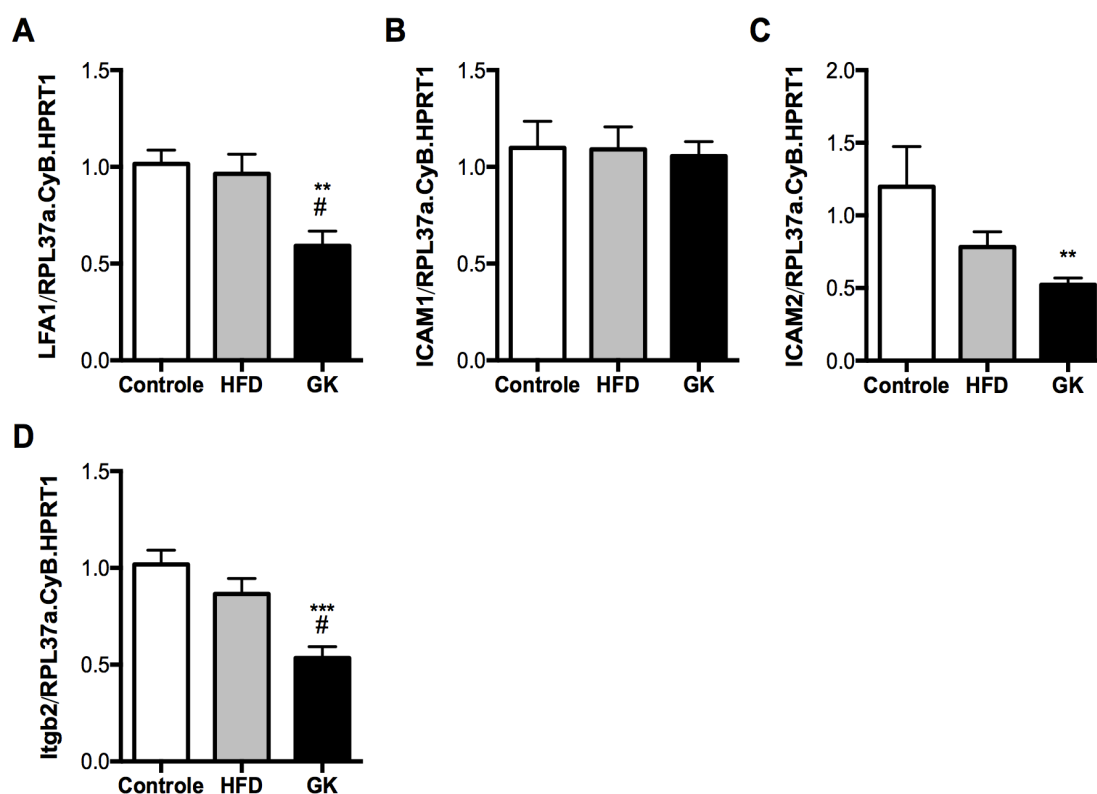 A
LFA1/RPL37a.CyB.HPRT1
1.5
1.0
0.5
0.0
**
#
Controle HFD GK
B
ICAM1/RPL37a.CyB.HPRT1
1.5
1.0
0.5
0.0
Controle HFD GK
C
ICAM2/RPL37a.CyB.HPRT1
2.0
1.5
1.0
0.5
0.0
**
Controle HFD GK
D
Itgb2/RPL37a.CyB.HPRT1
1.5
1.0
0.5
0.0
***
#
Controle HFD GK